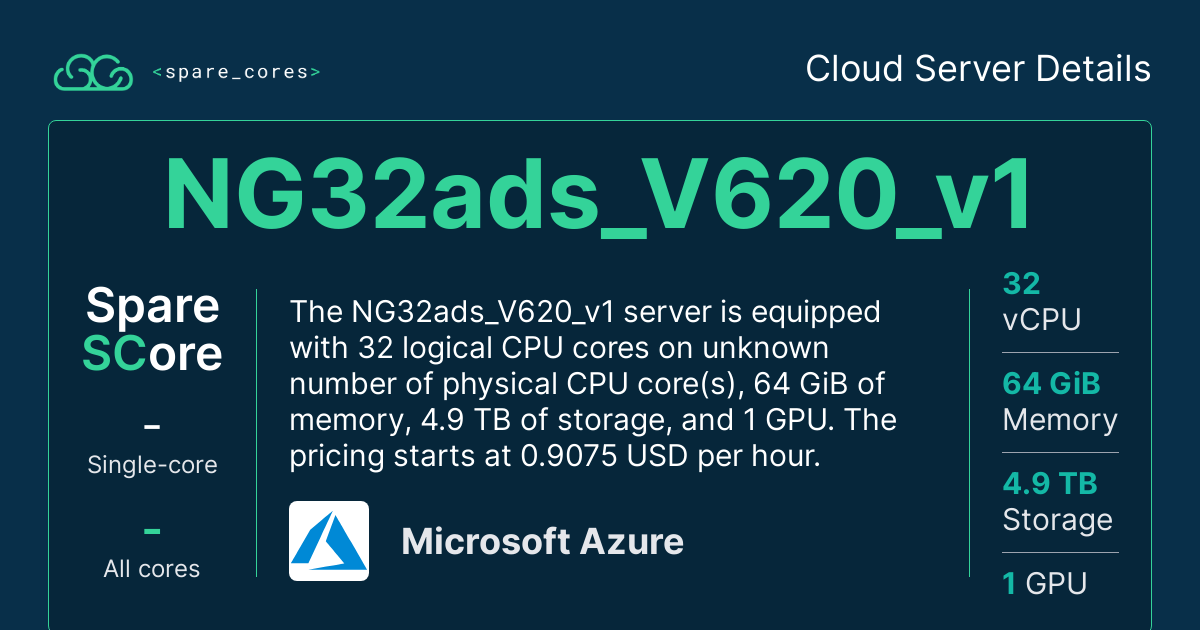 <spare_cores>
Cloud Server Details
NG32ads_V620_v1
Spare
SCore
–
Single-core
–
All cores
The NG32ads_V620_v1 server is equipped
with 32 logical CPU cores on unknown
number of physical CPU core(s), 64 GiB of
memory, 4.9 TB of storage, and 1 GPU. The
pricing starts at 0.9075 USD per hour.
Microsoft Azure
32
vCPU
64 GiB
Memory
4.9 TB
Storage
1 GPU